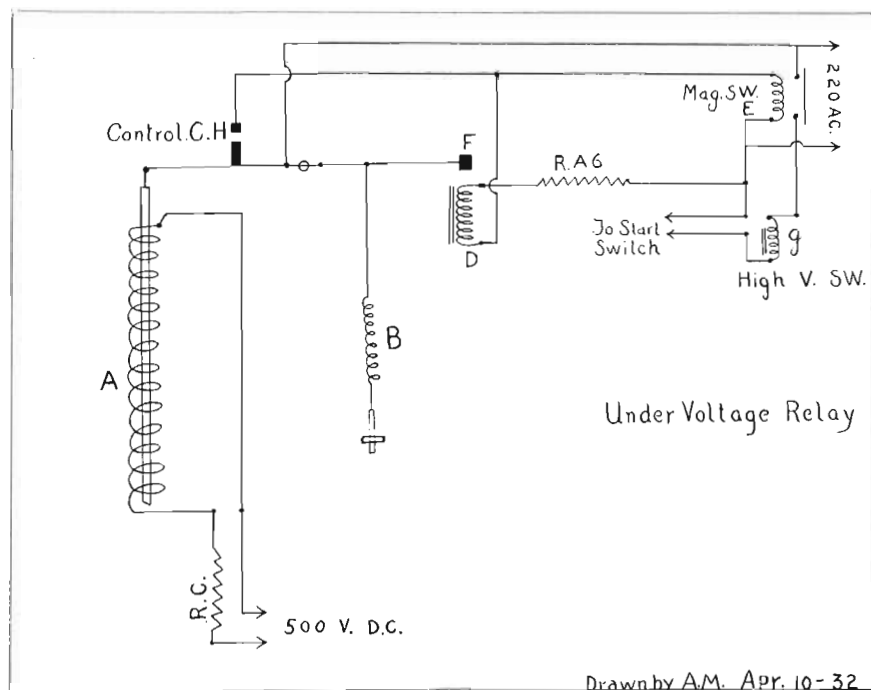 220 AC.
Mag. SW.
E
Control. C. H
F
R.A6
D
To Start
Switch
g
High V. SW.
A
B
Under Voltage Relay
R.C.
500 V. D.C.
Drawn by A.M. Apr. 10-32